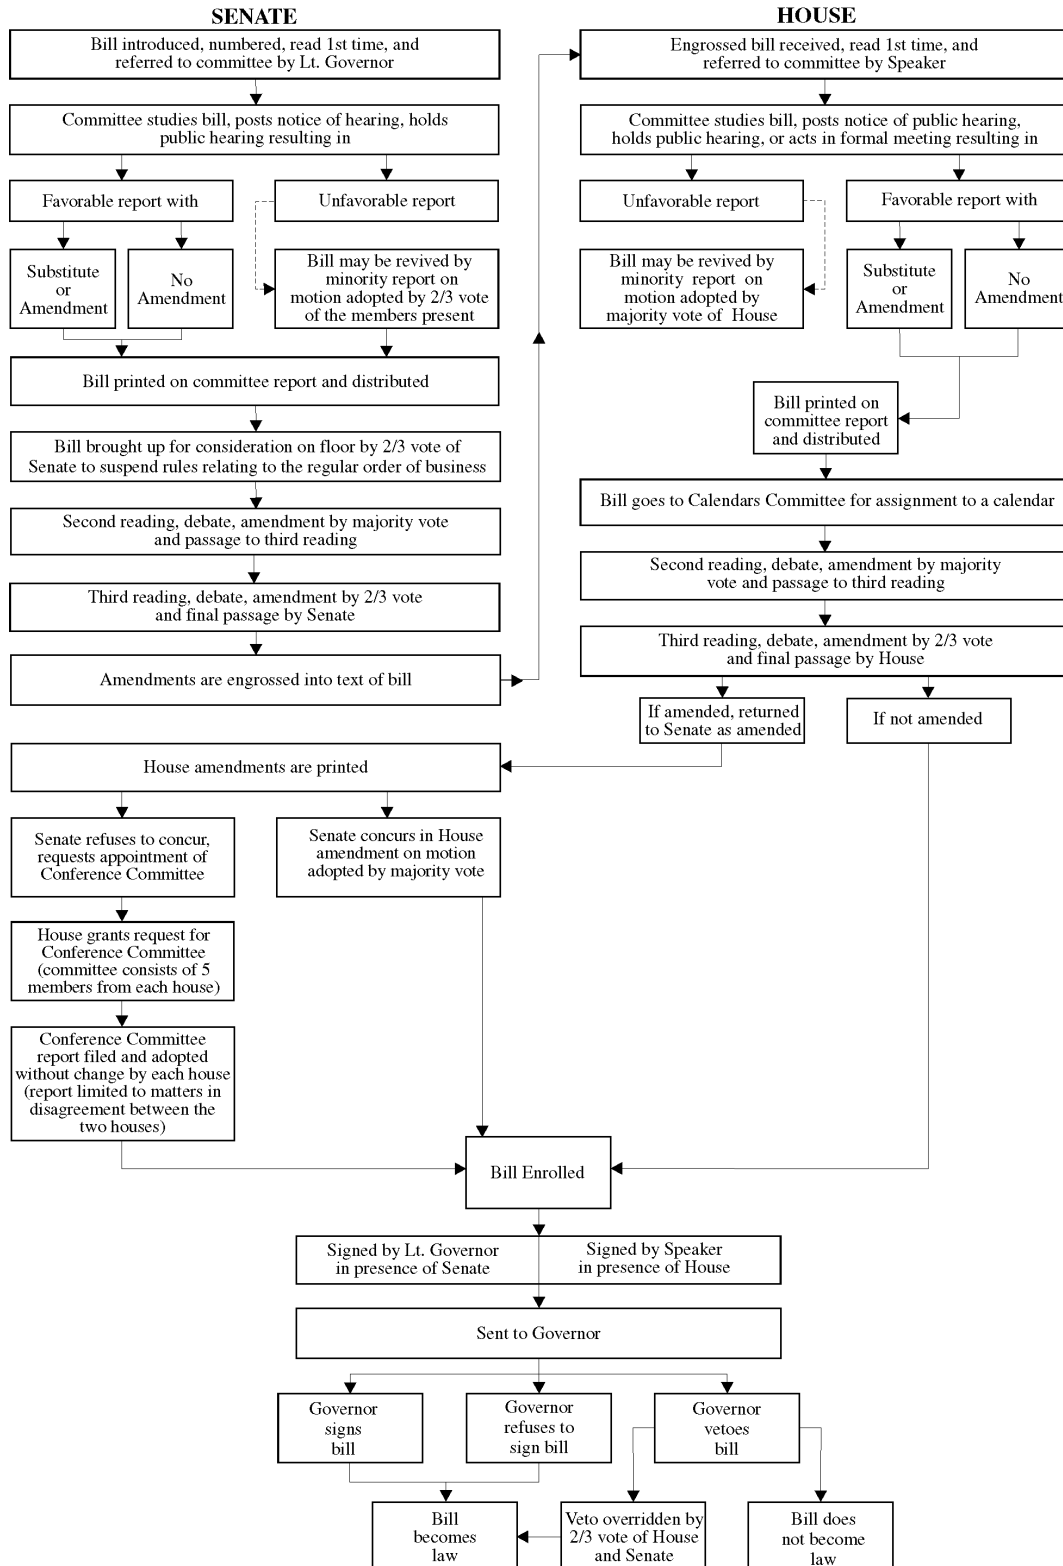 SENATE
Bill introduced, numbered, read 1st time, and
referred to committee by Lt. Governor
Committee studies bill, posts notice of hearing, holds
public hearing resulting in
Favorable report with
Unfavorable report
Substitute
or
Amendment
No
Amendment
Bill may be revived by
minority report on
motion adopted by 2/3 vote
of the members present
Bill printed on committee report and distributed
Bill brought up for consideration on floor by 2/3 vote of
Senate to suspend rules relating to the regular order of business
Second reading, debate, amendment by majority vote
and passage to third reading
Third reading, debate, amendment by 2/3 vote
and final passage by Senate
Amendments are engrossed into text of bill
HOUSE
Engrossed bill received, read 1st time, and
referred to committee by Speaker
Committee studies bill, posts notice of public hearing,
holds public hearing, or acts in formal meeting resulting in
Unfavorable report
Favorable report with
Bill may be revived by
minority report on
motion adopted by
majority vote of House
Substitute
or
Amendment
No
Amendment
Bill printed on
committee report
and distributed
Bill goes to Calendars Committee for assignment to a calendar
Second reading, debate, amendment by majority
vote and passage to third reading
Third reading, debate, amendment by 2/3 vote
and final passage by House
If amended, returned
to Senate as amended
If not amended
House amendments are printed
Senate refuses to concur,
requests appointment of
Conference Committee
Senate concurs in House
amendment on motion
adopted by majority vote
House grants request for
Conference Committee
(committee consists of 5
members from each house)
Conference Committee
report filed and adopted
without change by each house
(report limited to matters in
disagreement between the
two houses)
Bill Enrolled
Signed by Lt. Governor
in presence of Senate
Signed by Speaker
in presence of House
Sent to Governor
Governor
signs
bill
Governor
refuses to
sign bill
Governor
vetoes
bill
Bill
becomes
law
Veto overridden by
2/3 vote of House
and Senate
Bill does
not become
law